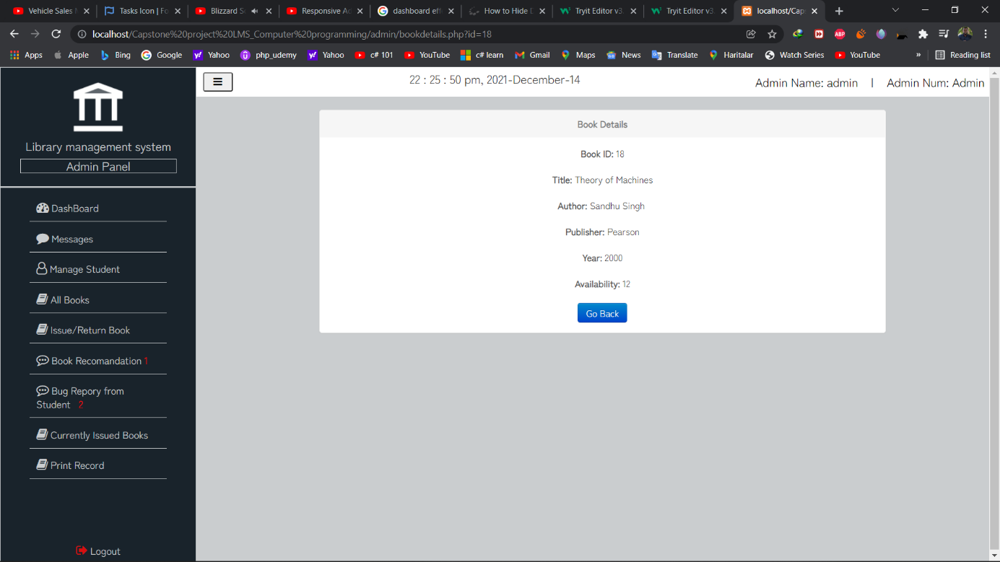 Vehicle Sales M
Tasks Icon | Fo
Blizzard S
Responsive Ad
dashboard eff
How to Hide D
Tryit Editor v3.
Tryit Editor v3.
localhost/Cap
localhost/Capstone%20project%20LMS_Computer%20programming/admin/bookdetails.php?id=18
Apps Apple Bing Google Yahoo php_udemy Yahoo c# 101 YouTube c# learn Gmail Maps News Translate Haritalar Watch Series YouTube » Reading list
22 : 25 : 50 pm, 2021-December-14
Admin Name: admin | Admin Num: Admin
Library management system
Admin Panel
DashBoard
Messages
Manage Student
All Books
Issue/Return Book
Book Recomandation 1
Bug Repory from
Student 2
Currently Issued Books
Print Record
Logout
Book Details
Book ID: 18
Title: Theory of Machines
Author: Sandhu Singh
Publisher: Pearson
Year: 2000
Availability: 12
Go Back